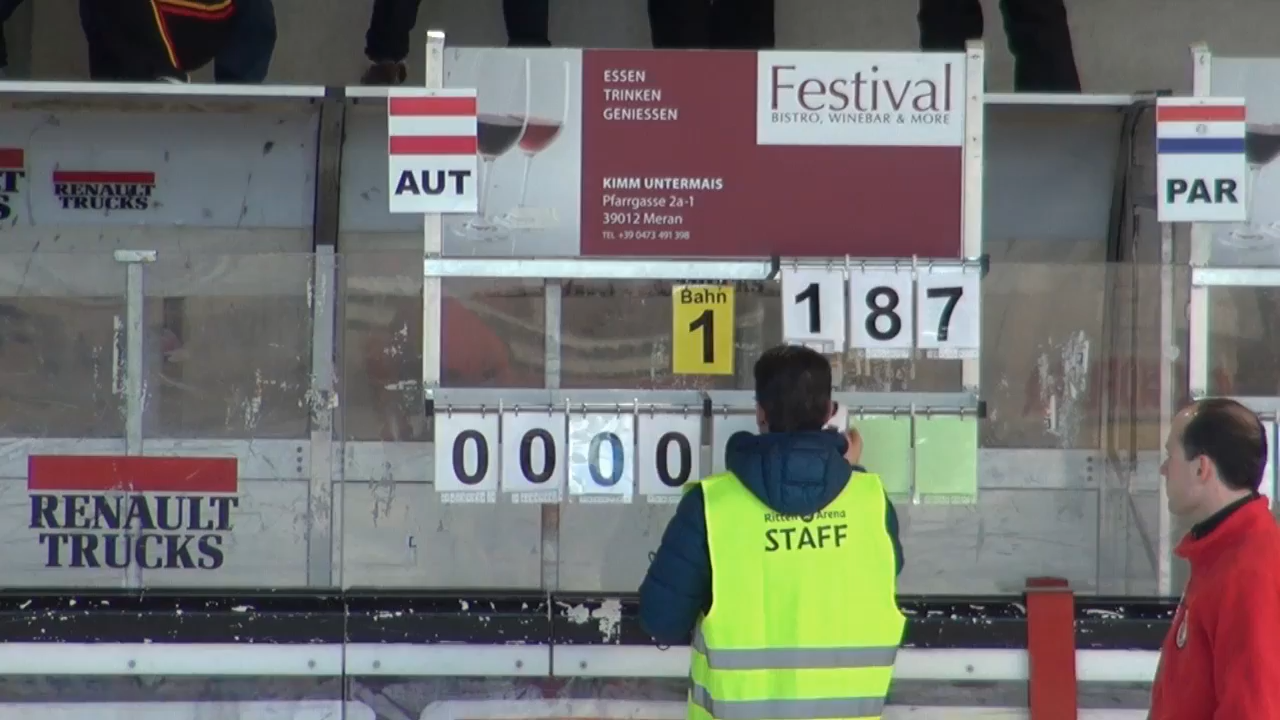 ESSEN
TRINKEN
GENIESSEN
Festival
BISTRO, WINEBAR & MORE
KIMM UNTERMAIS
Pfarrgasse 2a-1
39012 Meran
TEL +39 0473 491 398
AUT
PAR
RENAULT
TRUCKS
Bahn
1
1 8 7
0 0 0 0
RENAULT
TRUCKS
Ritten Arena
STAFF